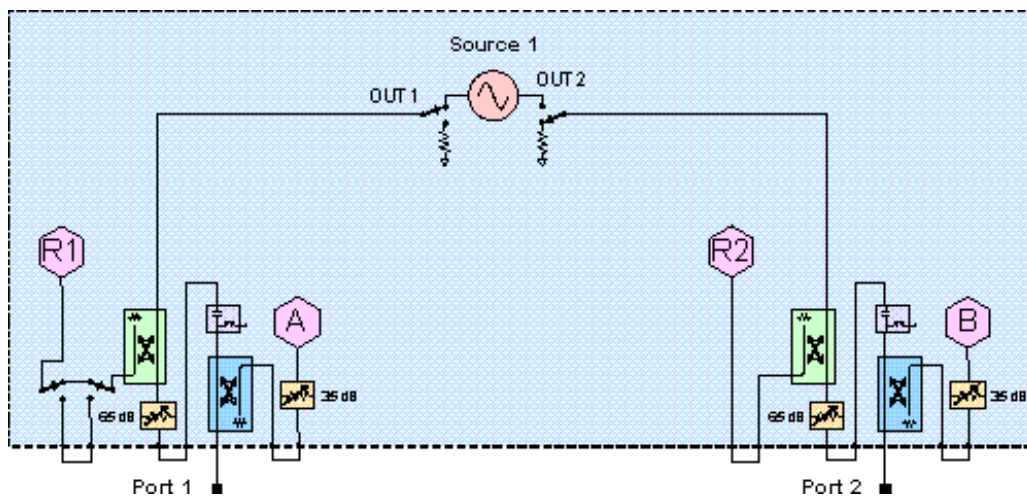 Source 1
OUT 1
OUT 2
R1
R2
A
B
65 dB
35 dB
65 dB
35 dB
Port 1
Port 2